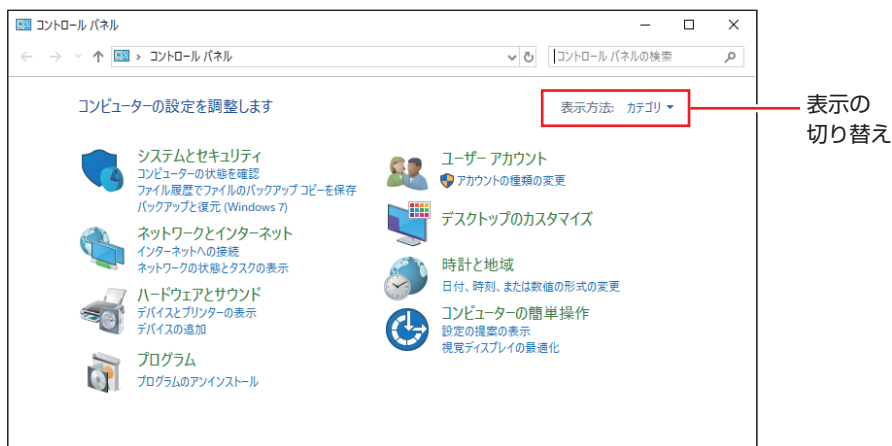 コントロール パネル
コントロール パネル
コントロール パネルの検索
コンピューターの設定を調整します
表示方法: カテゴリ
表示の
切り替え
システムとセキュリティ
コンピューターの状態を確認
ファイル履歴でファイルのバックアップ コピーを保存
バックアップと復元 (Windows 7)
ネットワークとインターネット
インターネットへの接続
ネットワークの状態とタスクの表示
ハードウェアとサウンド
デバイスとプリンターの表示
デバイスの追加
プログラム
プログラムのアンインストール
ユーザー アカウント
アカウントの種類の変更
デスクトップのカスタマイズ
時計と地域
日付、時刻、または数値の形式の変更
コンピューターの簡単操作
設定の提案の表示
視覚ディスプレイの最適化